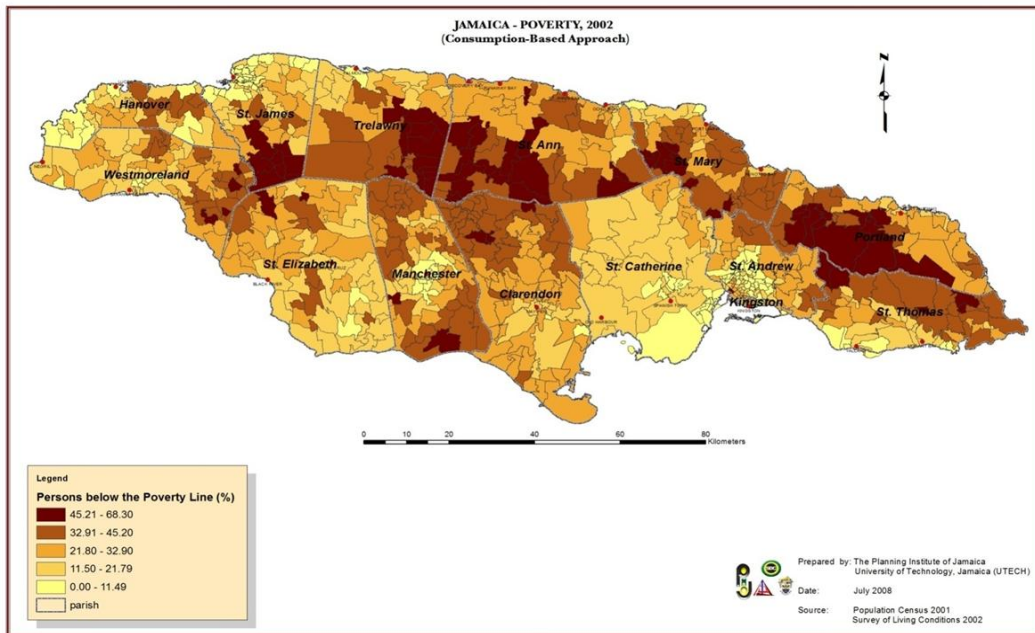 JAMAICA - POVERTY, 2002
(Consumption-Based Approach)
N
Hanover
St. James
Trelawny
St. Ann
St. Mary
Westmoreland
Portland
St. Elizabeth
Manchester
Clarendon
St. Catherine
St. Andrew
Kingston
KINGSTON
St. Thomas
BLACK RIVER
0 5 10 20 40 60 80
Kilometers
Legend
Persons below the Poverty Line (%)
45.21 - 68.30
32.91 - 45.20
21.80 - 32.90
11.50 - 21.79
0.00 - 11.49
parish
Prepared by: The Planning Institute of Jamaica
University of Technology, Jamaica (UTECH)
Date: July 2008
Source: Population Census 2001
Survey of Living Conditions 2002